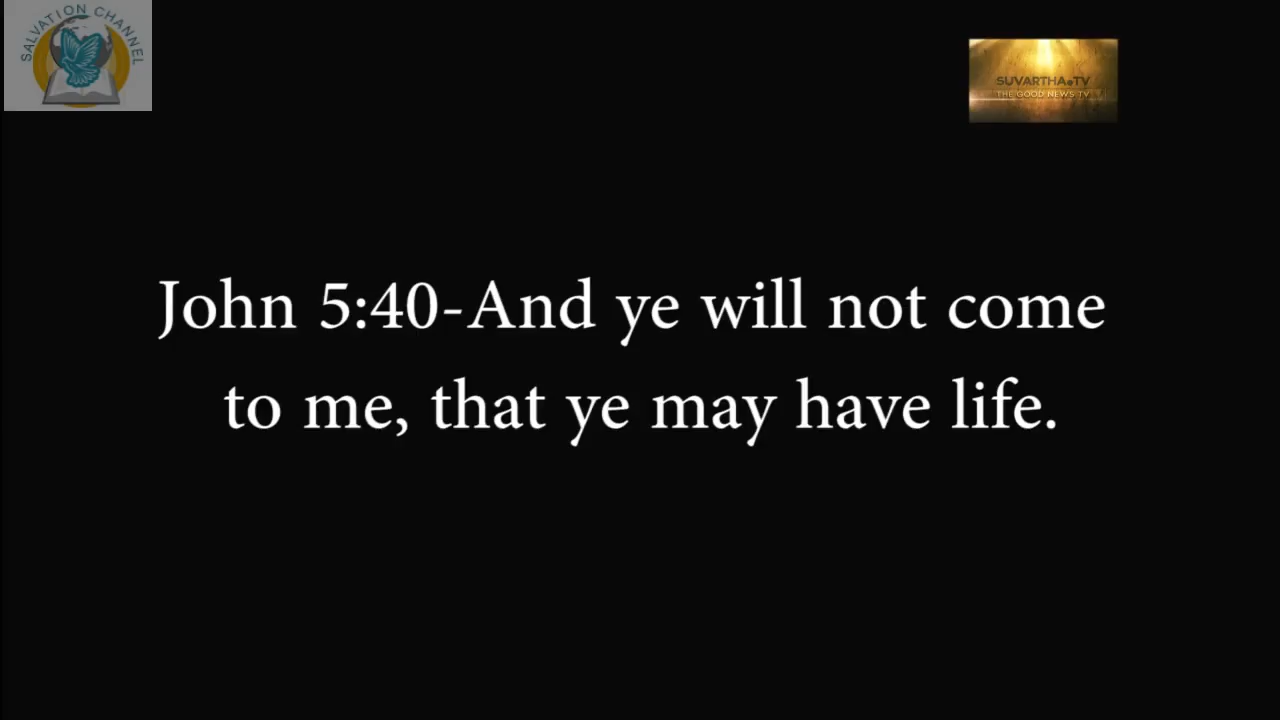 SALVATION CHANNEL
SUVARTHA.TV
THE GOOD NEWS TV
John 5:40-And ye will not come
to me, that ye may have life.